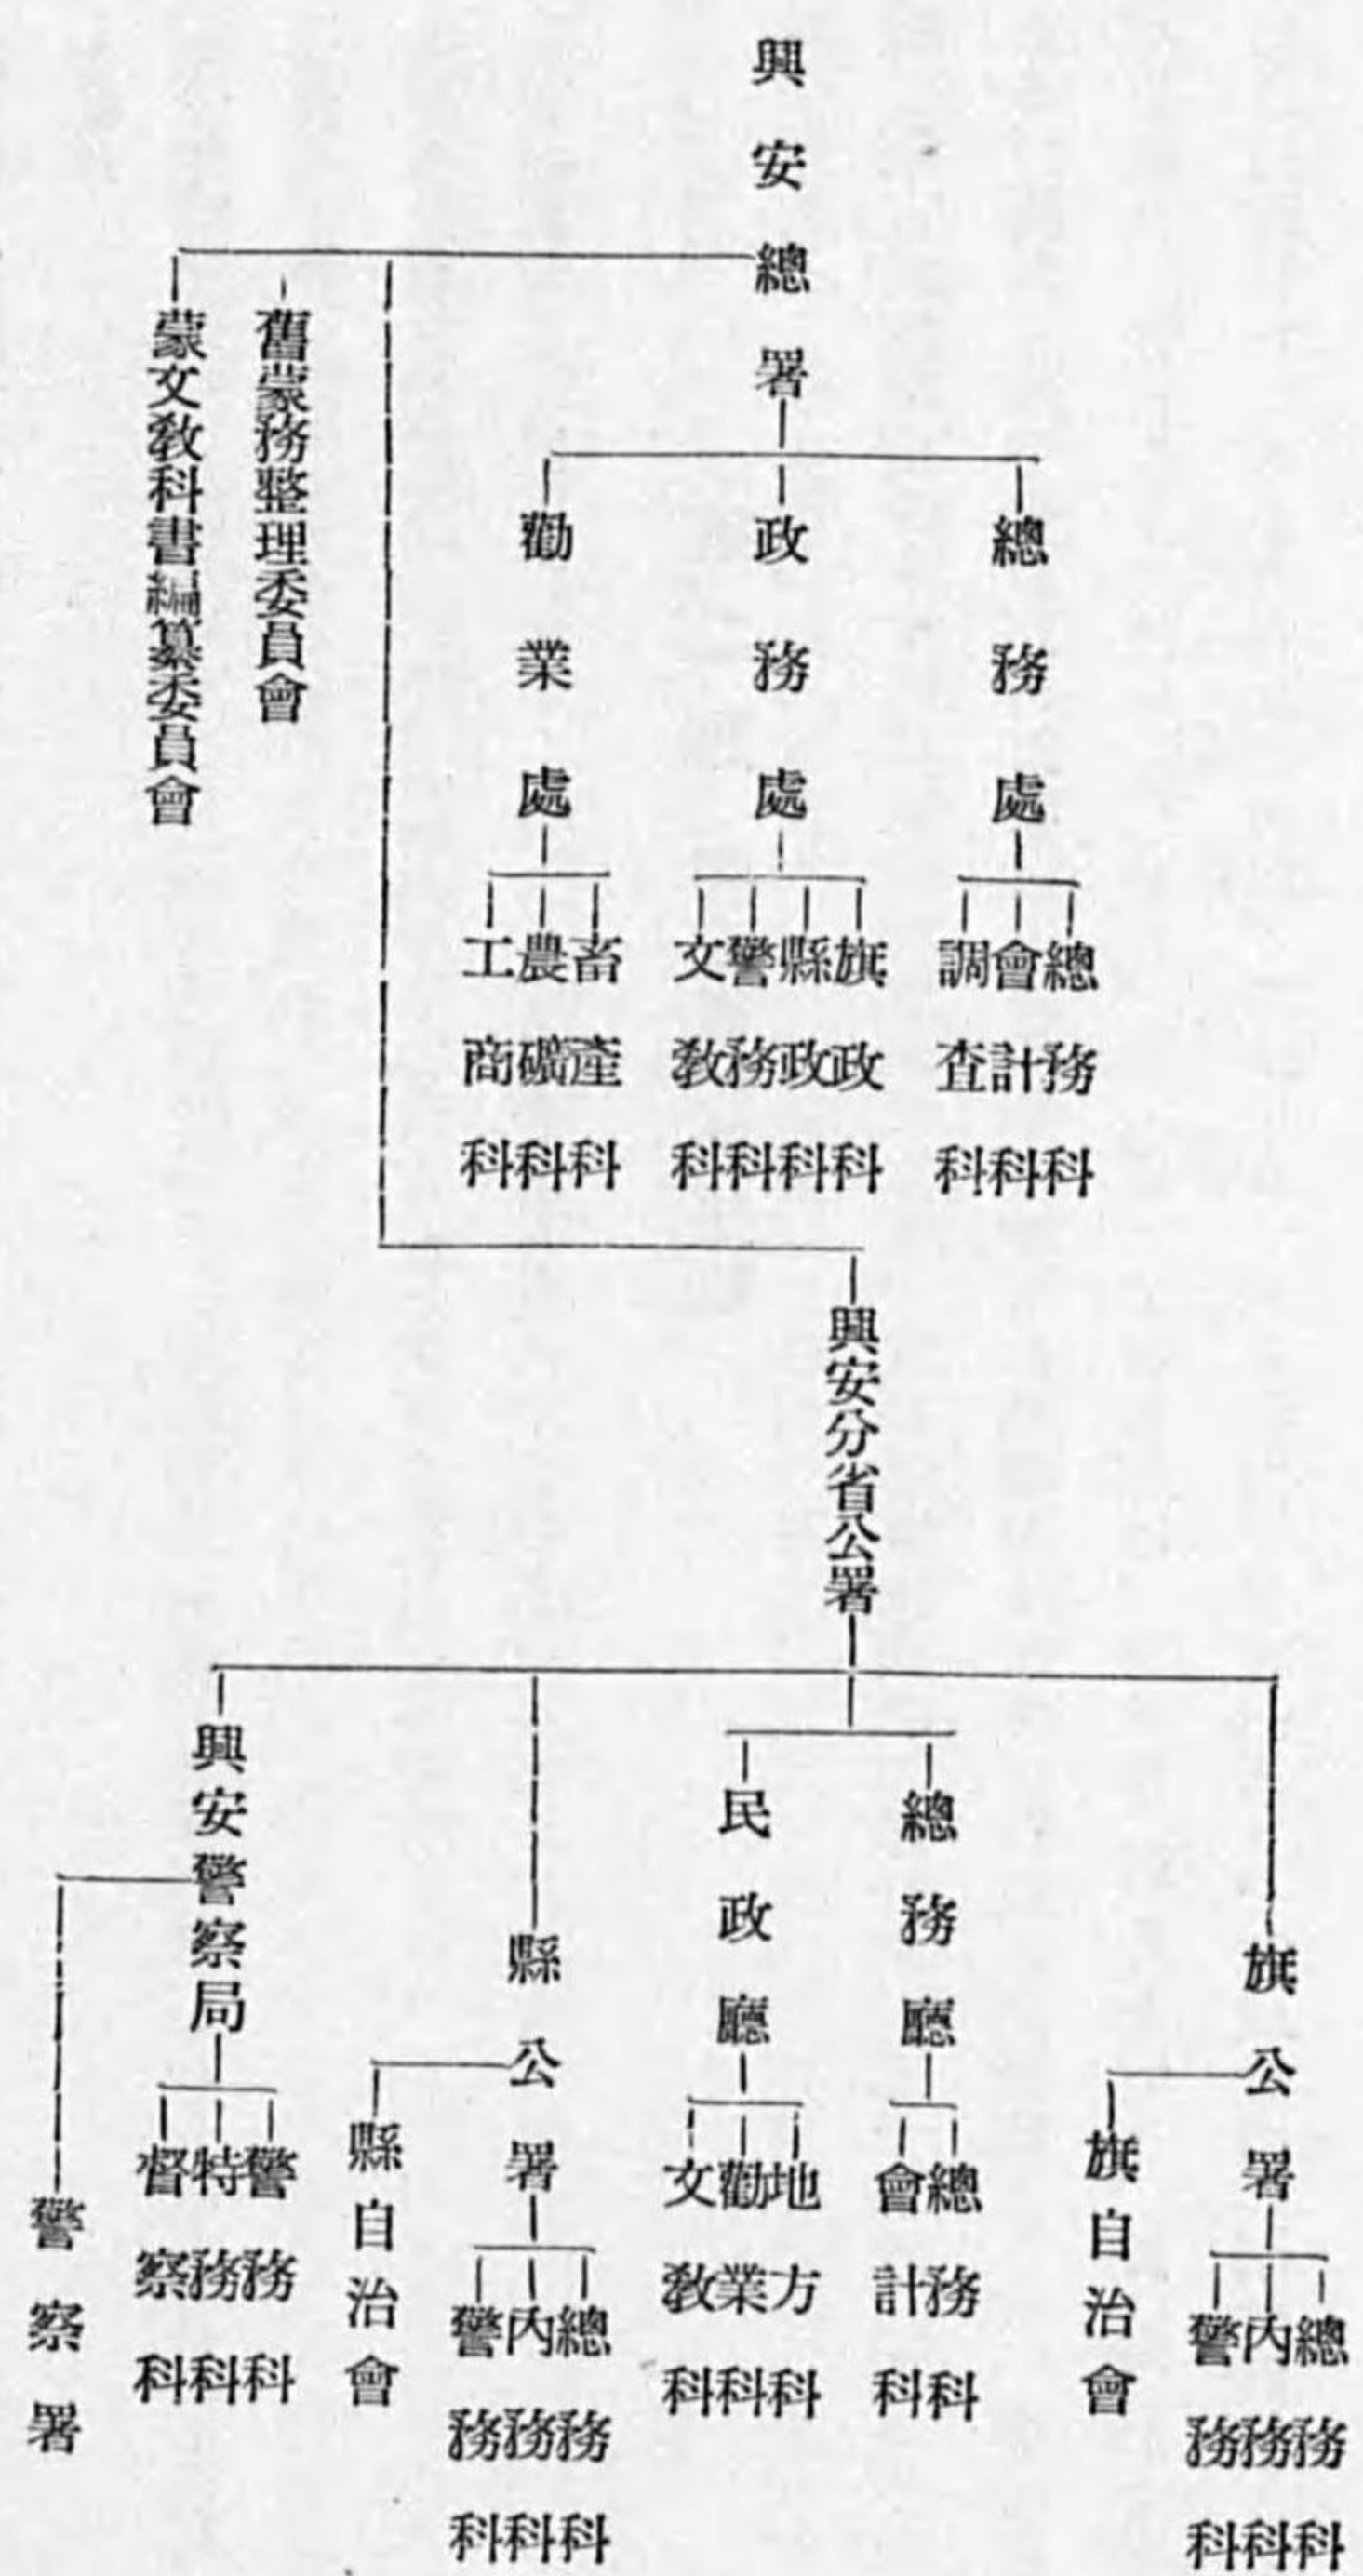 興安總署
總務處
總務科
會計科
調查科
政務處
旗政科
縣政科
警務科
文敎科
勸業處
畜產科
農礦科
工商科
舊蒙務整理委員會
蒙文敎科書編纂委員會
興安分省公署
旗公署
總務科
內務科
警務科
旗自治會
總務廳
總務科
會計科
民政廳
地方科
勸業科
文敎科
縣公署
總務科
內務科
警務科
縣自治會
興安警察局
警務科
特務科
督察科
警察署